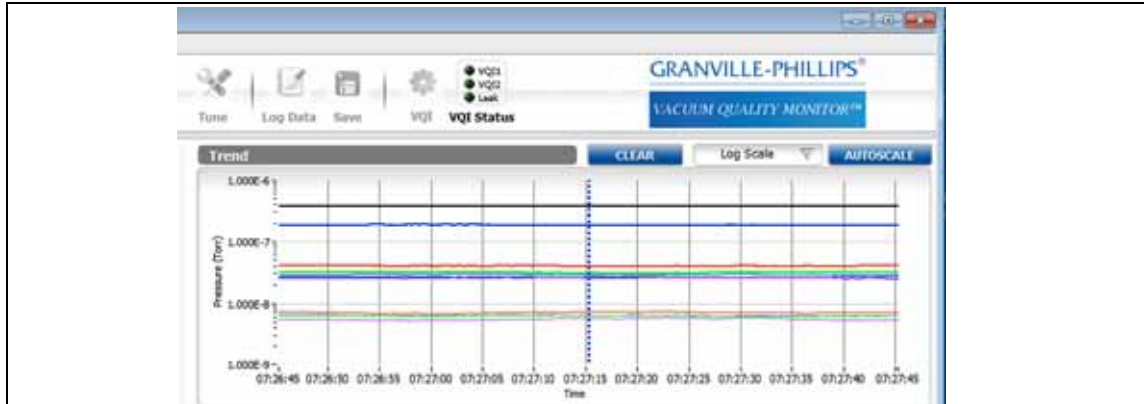 VQI1
VQI2
Leak
Tune
Log Data
Save
VQI
VQI Status
GRANVILLE-PHILLIPS®
VACUUM QUALITY MONITOR™
Trend
CLEAR
Log Scale
AUTOSCALE
Pressure (Torr)
1.000E-6
1.000E-7
1.000E-8
1.000E-9
07:26:45 07:26:50 07:26:55 07:27:00 07:27:05 07:27:10 07:27:15 07:27:20 07:27:25 07:27:30 07:27:35 07:27:40 07:27:45
Time